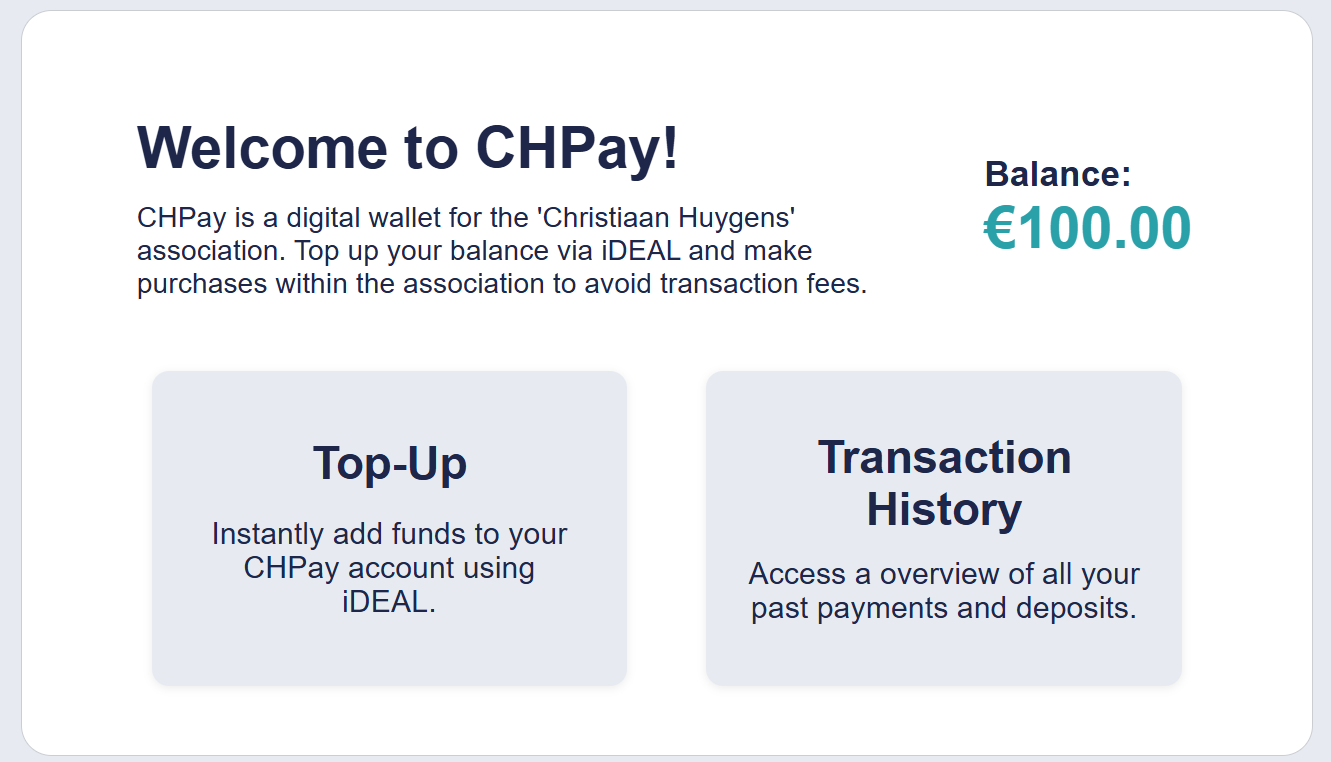 Welcome to CHPay!
CHPay is a digital wallet for the 'Christiaan Huygens'
association. Top up your balance via iDEAL and make
purchases within the association to avoid transaction fees.
Balance:
€100.00
Top-Up
Instantly add funds to your
CHPay account using
iDEAL.
Transaction
History
Access a overview of all your
past payments and deposits.